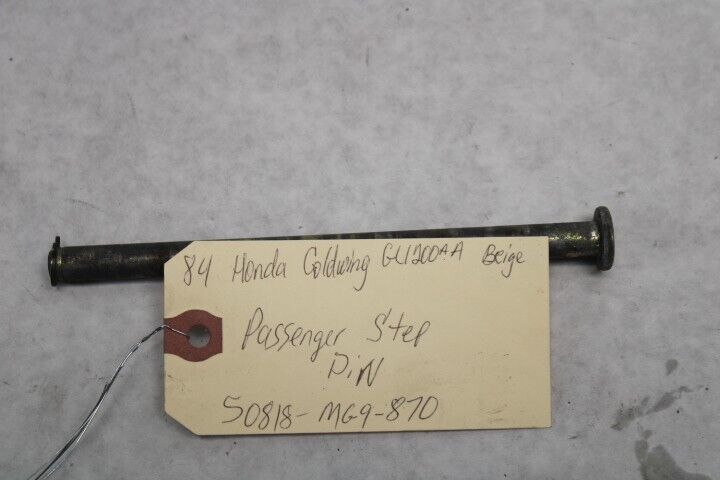 84 Honda Goldwing GL1200AA Beige
Passenger Step
Pin
50818-MG9-870